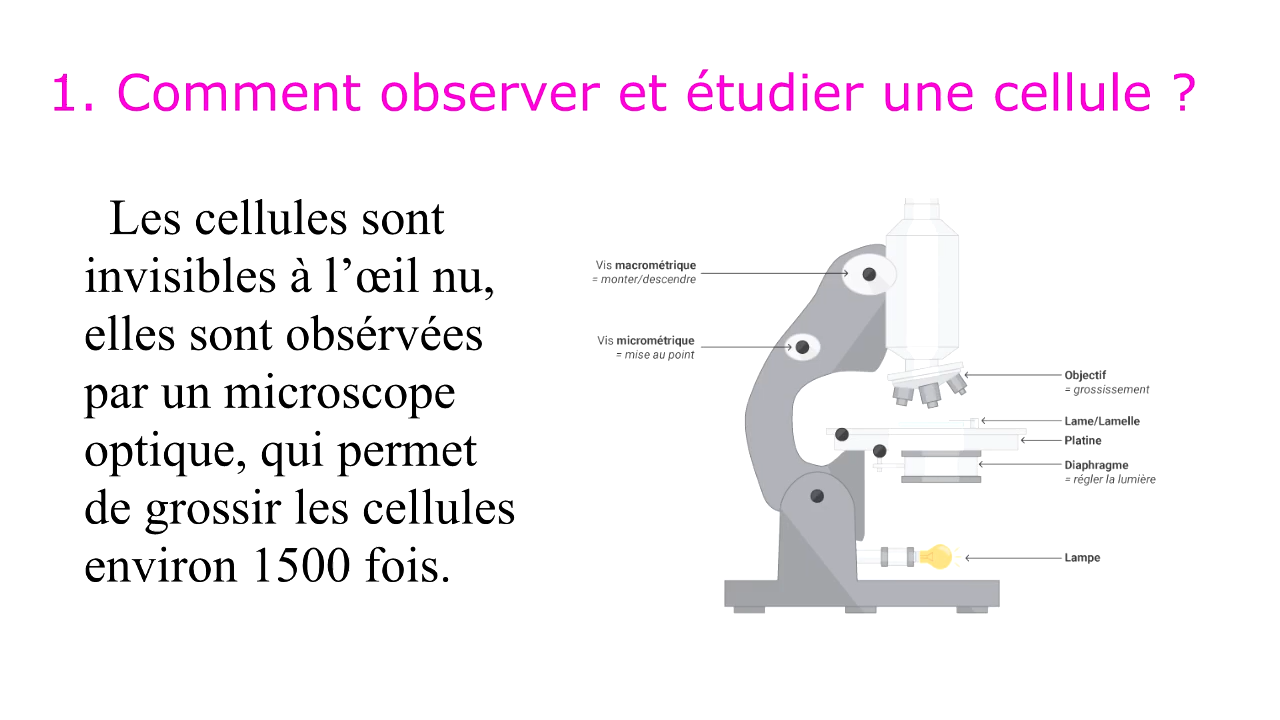 1. Comment observer et étudier une cellule ?
Les cellules sont
invisibles à l’œil nu,
elles sont obsérvées
par un microscope
optique, qui permet
de grossir les cellules
environ 1500 fois.
Vis macrométrique
= monter/descendre
Vis micrométrique
= mise au point
Objectif
= grossissement
Lame/Lamelle
Platine
Diaphragme
= régler la lumière
Lampe